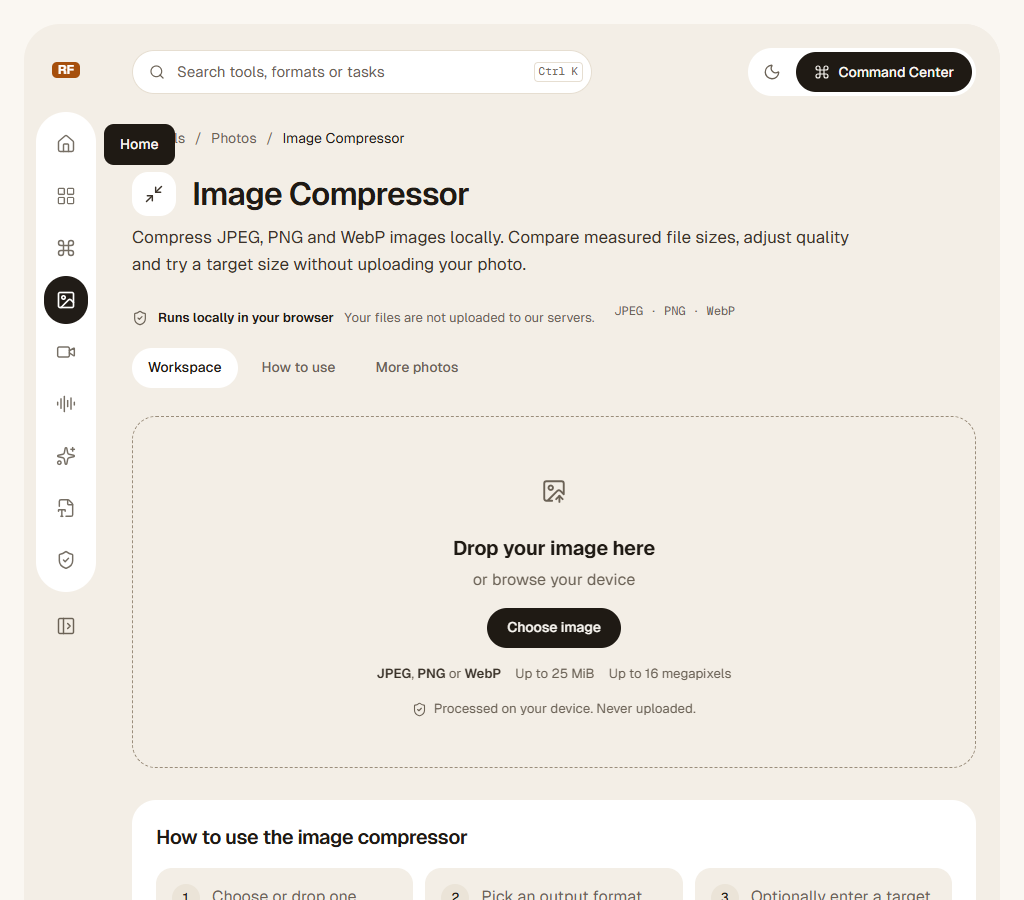 RF
Search tools, formats or tasks
Ctrl K
Command Center
Home
/ Photos / Image Compressor
Image Compressor
Compress JPEG, PNG and WebP images locally. Compare measured file sizes, adjust quality
and try a target size without uploading your photo.
Runs locally in your browser Your files are not uploaded to our servers. JPEG · PNG · WebP
Workspace How to use More photos
Drop your image here
or browse your device
Choose image
JPEG, PNG or WebP Up to 25 MiB Up to 16 megapixels
Processed on your device. Never uploaded.
How to use the image compressor
1 Choose or drop one
2 Pick an output format
3 Optionally enter a target